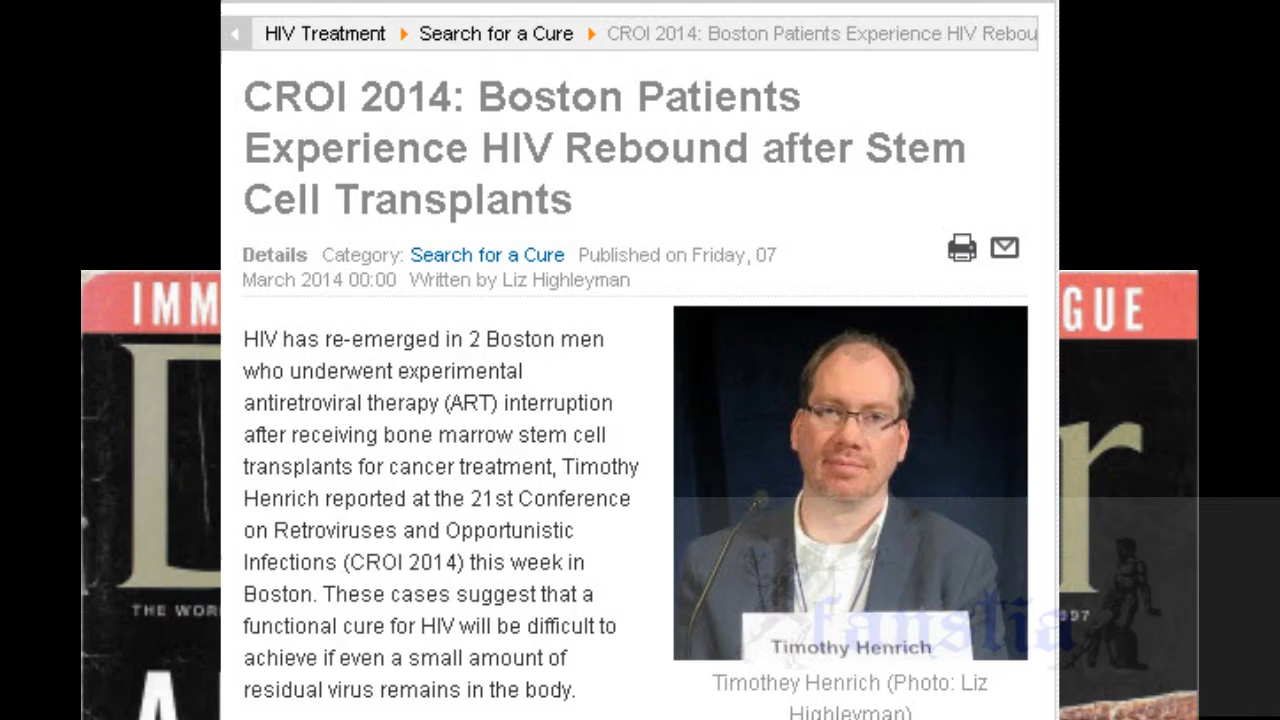 HIV Treatment Search for a Cure CROI 2014: Boston Patients Experience HIV Rebou
CROI 2014: Boston Patients
Experience HIV Rebound after Stem
Cell Transplants
Details Category: Search for a Cure Published on Friday, 07
March 2014 00:00 Written by Liz Highleyman
HIV has re-emerged in 2 Boston men
who underwent experimental
antiretroviral therapy (ART) interruption
after receiving bone marrow stem cell
transplants for cancer treatment, Timothy
Henrich reported at the 21st Conference
on Retroviruses and Opportunistic
Infections (CROI 2014) this week in
Boston. These cases suggest that a
functional cure for HIV will be difficult to
achieve if even a small amount of
residual virus remains in the body.
Timothy Henrich
Timothey Henrich (Photo: Liz
Highleyman)
IMM
GUE
THE WOR
997
faustia